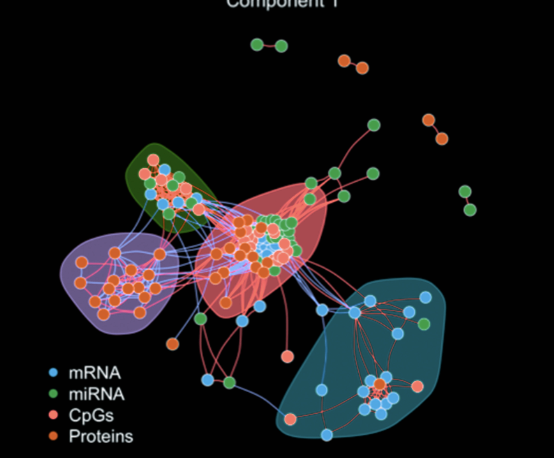 Component 1
mRNA
miRNA
CpGs
Proteins